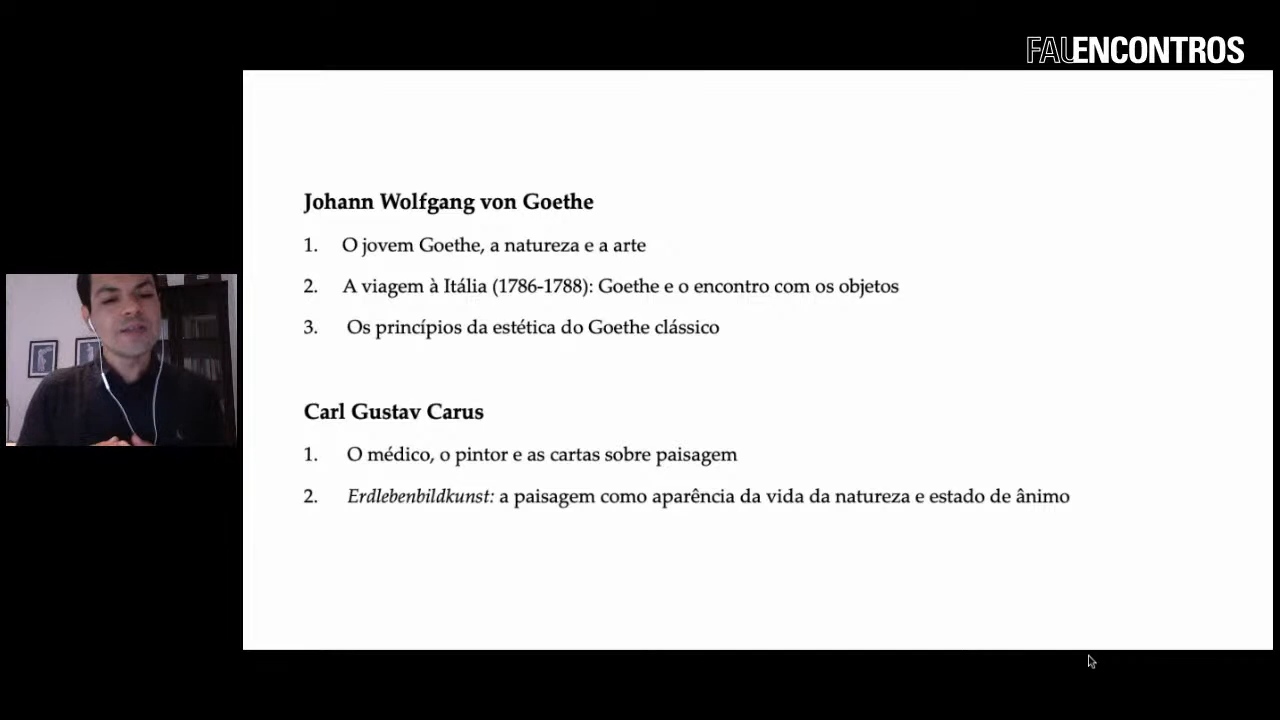 FALENCONTROS
Johann Wolfgang von Goethe
1. O jovem Goethe, a natureza e a arte
2. A viagem à Itália (1786-1788): Goethe e o encontro com os objetos
3. Os princípios da estética do Goethe clássico
Carl Gustav Carus
1. O médico, o pintor e as cartas sobre paisagem
2. Erdlebenbildkunst: a paisagem como aparência da vida da natureza e estado de ânimo